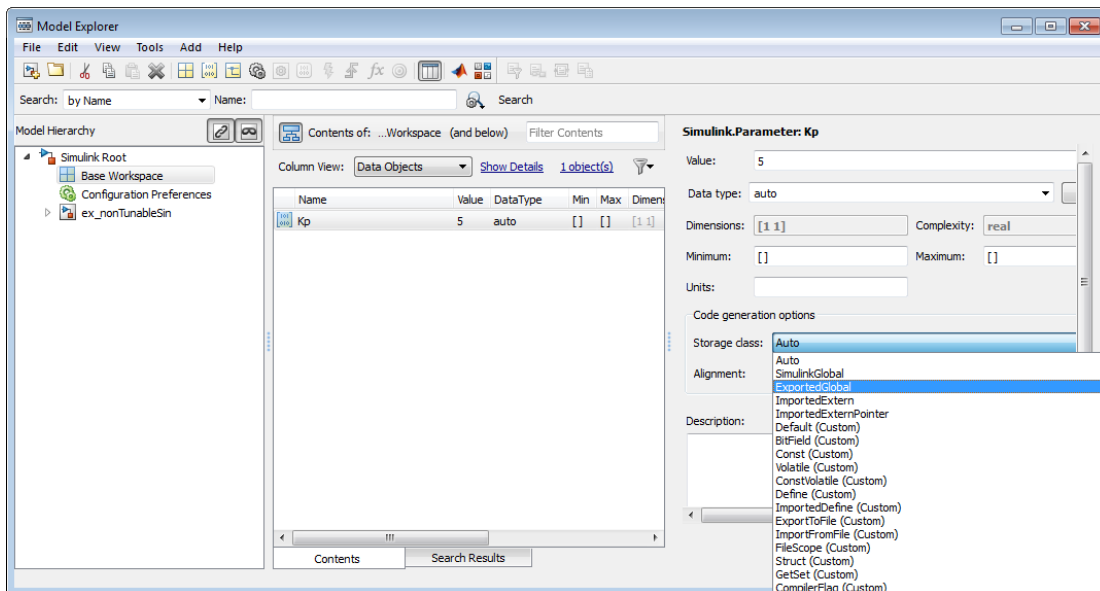 Model Explorer
File Edit View Tools Add Help
fx
Search: by Name Name: Search
Model Hierarchy
Simulink Root
Base Workspace
Configuration Preferences
ex_nonTunableSin
Contents of: ...Workspace (and below) Filter Contents
Column View: Data Objects Show Details 1 object(s)
Name Value DataType Min Max Dimen
Kp 5 auto [] [] [1 1]
Contents Search Results
Simulink.Parameter: Kp
Value: 5
Data type: auto
Dimensions: [1 1] Complexity: real
Minimum: [] Maximum: []
Units:
Code generation options
Storage class: Auto
Alignment:
Description:
Auto
SimulinkGlobal
ExportedGlobal
ImportedExtern
ImportedExternPointer
Default (Custom)
BitField (Custom)
Const (Custom)
Volatile (Custom)
ConstVolatile (Custom)
Define (Custom)
ImportedDefine (Custom)
ExportToFile (Custom)
ImportFromFile (Custom)
FileScope (Custom)
Struct (Custom)
GetSet (Custom)
CompilerFlag (Custom)